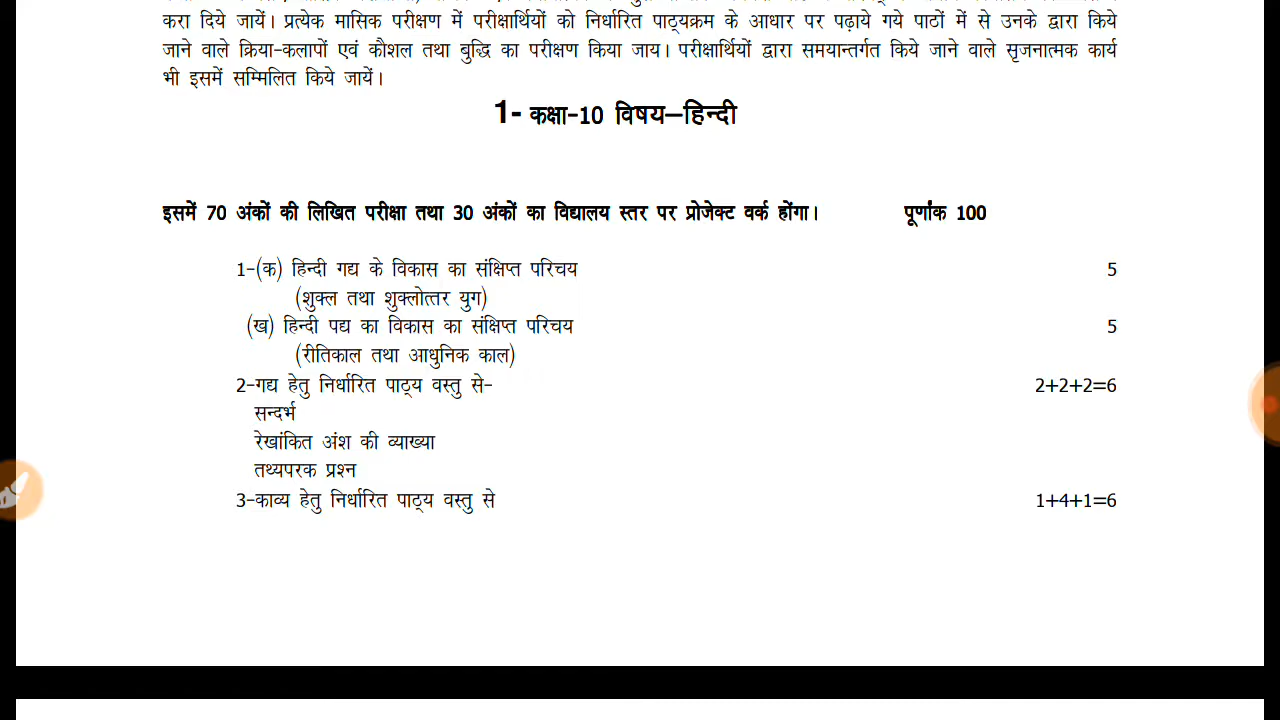 करा दिये जायें। प्रत्येक मासिक परीक्षण में परीक्षार्थियों को निर्धारित पाठ्यक्रम के आधार पर पढ़ाये गये पाठों में से उनके द्वारा किये
जाने वाले क्रिया-कलापों एवं कौशल तथा बुद्धि का परीक्षण किया जाय। परीक्षार्थियों द्वारा समयान्तर्गत किये जाने वाले सृजनात्मक कार्य
भी इसमें सम्मिलित किये जायें।
1- कक्षा-10 विषय–हिन्दी
इसमें 70 अंकों की लिखित परीक्षा तथा 30 अंकों का विद्यालय स्तर पर प्रोजेक्ट वर्क होंगा। पूर्णांक 100
1-(क) हिन्दी गद्य के विकास का संक्षिप्त परिचय 5
(शुक्ल तथा शुक्लोत्तर युग)
(ख) हिन्दी पद्य का विकास का संक्षिप्त परिचय 5
(रीतिकाल तथा आधुनिक काल)
2-गद्य हेतु निर्धारित पाठ्य वस्तु से- 2+2+2=6
सन्दर्भ
रेखांकित अंश की व्याख्या
तथ्यपरक प्रश्न
3-काव्य हेतु निर्धारित पाठ्य वस्तु से 1+4+1=6